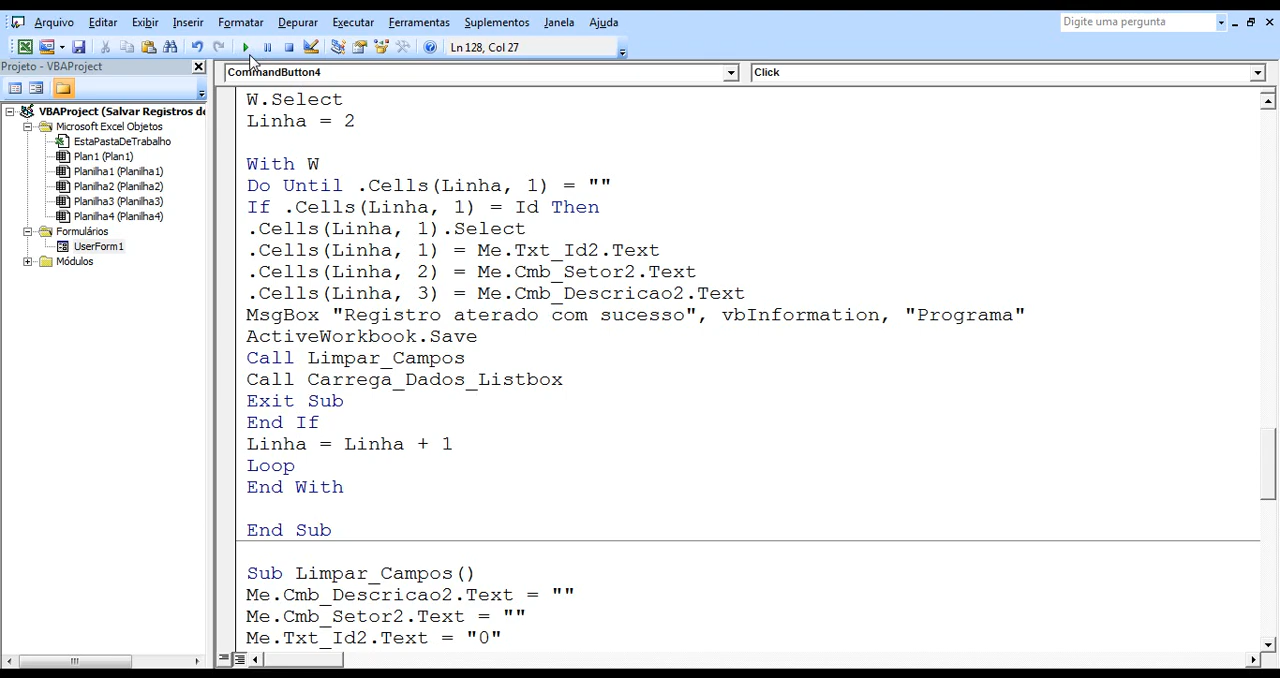 Arquivo Editar Exibir Inserir Formatar Depurar Executar Ferramentas Suplementos Janela Ajuda Digite uma pergunta
Ln 128, Col 27
Projeto - VBAProject
CommandButton4 Click
VBAProject (Salvar Registros de
Microsoft Excel Objetos
EstaPastaDeTrabalho
Plan1 (Plan1)
Planilha1 (Planilha1)
Planilha2 (Planilha2)
Planilha3 (Planilha3)
Planilha4 (Planilha4)
Formulários
UserForm1
Módulos
W.Select
Linha = 2
With W
Do Until .Cells(Linha, 1) = ""
If .Cells(Linha, 1) = Id Then
.Cells(Linha, 1).Select
.Cells(Linha, 1) = Me.Txt_Id2.Text
.Cells(Linha, 2) = Me.Cmb_Setor2.Text
.Cells(Linha, 3) = Me.Cmb_Descricao2.Text
MsgBox "Registro aterado com sucesso", vbInformation, "Programa"
ActiveWorkbook.Save
Call Limpar_Campos
Call Carrega_Dados_Listbox
Exit Sub
End If
Linha = Linha + 1
Loop
End With
End Sub
Sub Limpar_Campos()
Me.Cmb_Descricao2.Text = ""
Me.Cmb_Setor2.Text = ""
Me.Txt_Id2.Text = "0"